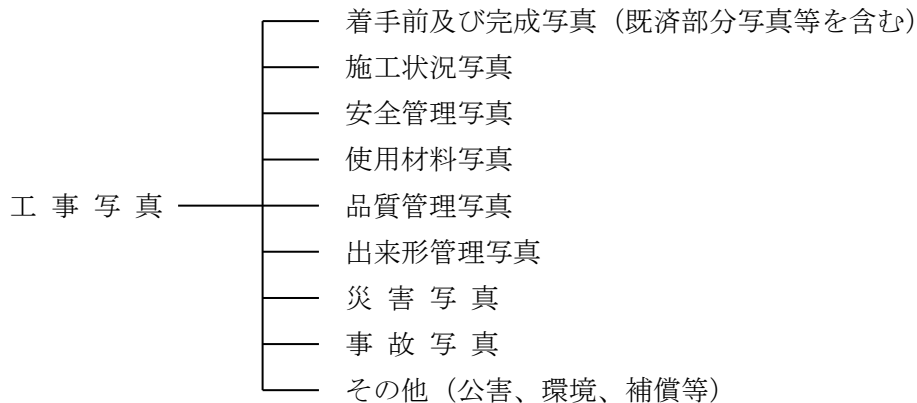 着手前及び完成写真（既済部分写真等を含む）
施工状況写真
安全管理写真
使用材料写真
工 事 写 真
品質管理写真
出来形管理写真
災 害 写 真
事 故 写 真
その他（公害、環境、補償等）